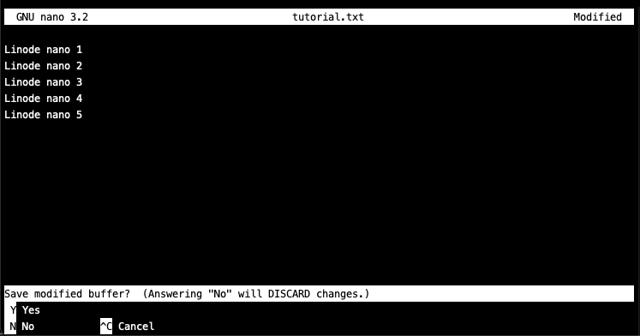 GNU nano 3.2 tutorial.txt Modified
Linode nano 1
Linode nano 2
Linode nano 3
Linode nano 4
Linode nano 5
Save modified buffer? (Answering "No" will DISCARD changes.)
Y Yes
N No ^C Cancel